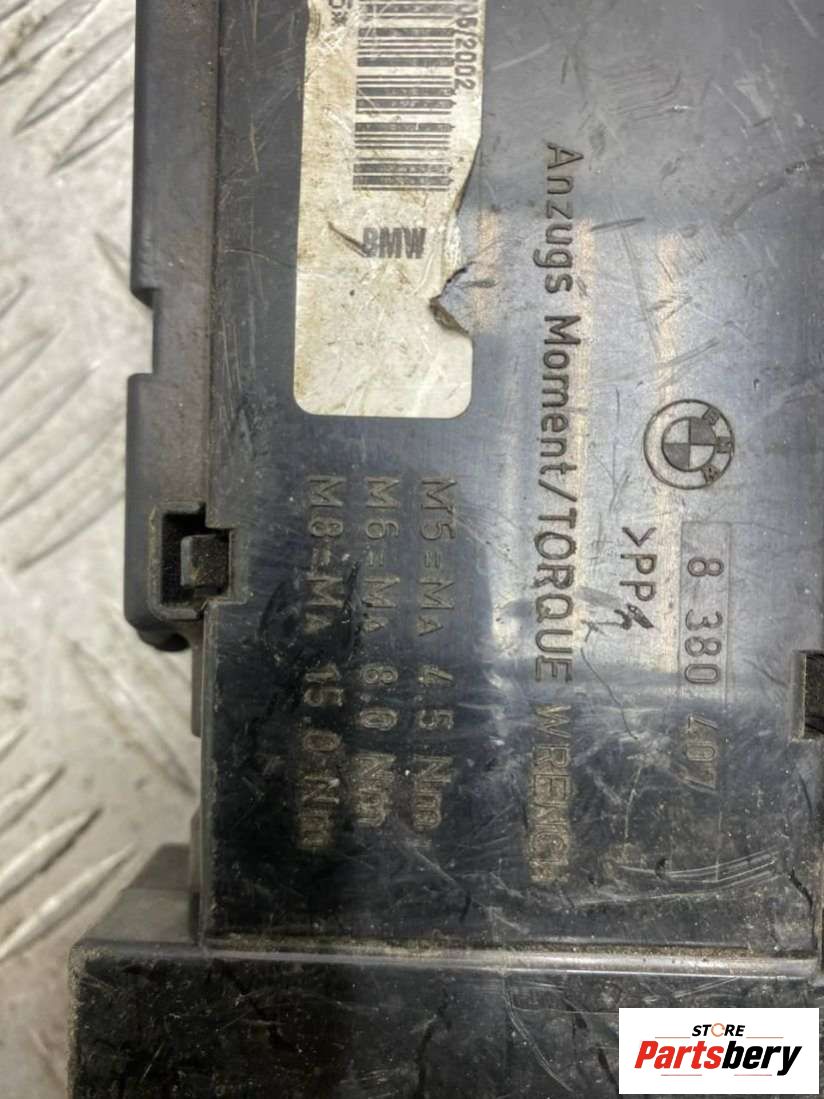 /2002
BMW
Anzugs Moment/TORQUE WRENCH
M5=MA 4.5 Nm
M6=MA 8.0 Nm
M8=MA 15.0 Nm
>PP<
8 380 407
STORE
Partsbery